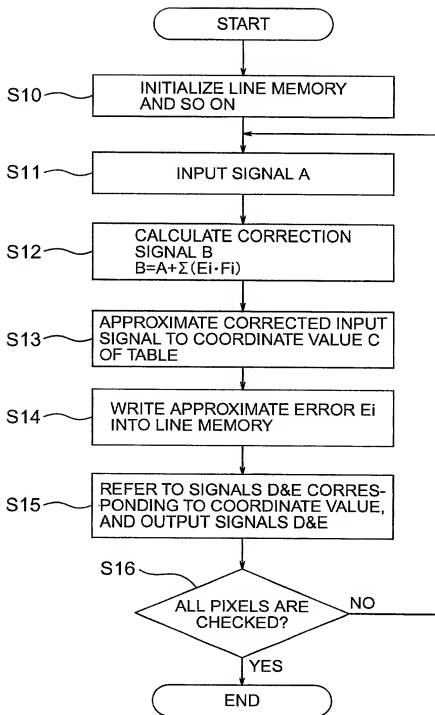 START
S10
INITIALIZE LINE MEMORY
AND SO ON
S11
INPUT SIGNAL A
S12
CALCULATE CORRECTION
SIGNAL B
B=A+Σ(Ei·Fi)
S13
APPROXIMATE CORRECTED INPUT
SIGNAL TO COORDINATE VALUE C
OF TABLE
S14
WRITE APPROXIMATE ERROR Ei
INTO LINE MEMORY
S15
REFER TO SIGNALS D&E CORRES-
PONDING TO COORDINATE VALUE,
AND OUTPUT SIGNALS D&E
S16
ALL PIXELS ARE
CHECKED?
NO
YES
END